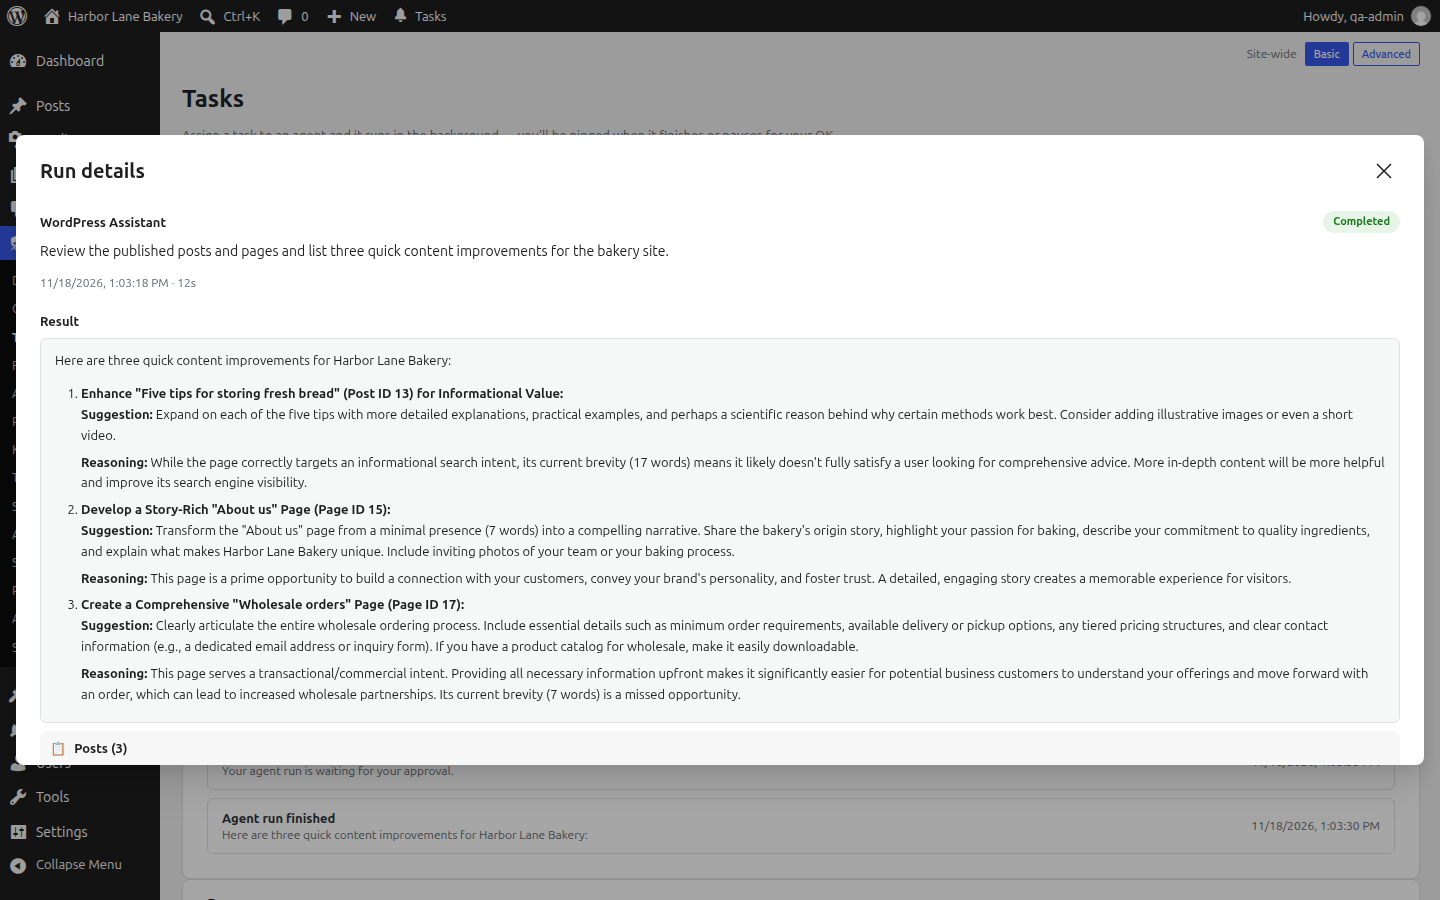 Harbor Lane Bakery Ctrl+K 0 New Tasks Howdy, qa-admin
Dashboard
Posts
Site-wide Basic Advanced
Tasks
Run details
WordPress Assistant
Completed
Review the published posts and pages and list three quick content improvements for the bakery site.
11/18/2026, 1:03:18 PM · 12s
Result
Here are three quick content improvements for Harbor Lane Bakery:
1. Enhance "Five tips for storing fresh bread" (Post ID 13) for Informational Value:
Suggestion: Expand on each of the five tips with more detailed explanations, practical examples, and perhaps a scientific reason behind why certain methods work best. Consider adding illustrative images or even a short
video.
Reasoning: While the page correctly targets an informational search intent, its current brevity (17 words) means it likely doesn't fully satisfy a user looking for comprehensive advice. More in-depth content will be more helpful
and improve its search engine visibility.
2. Develop a Story-Rich "About us" Page (Page ID 15):
Suggestion: Transform the "About us" page from a minimal presence (7 words) into a compelling narrative. Share the bakery's origin story, highlight your passion for baking, describe your commitment to quality ingredients,
and explain what makes Harbor Lane Bakery unique. Include inviting photos of your team or your baking process.
Reasoning: This page is a prime opportunity to build a connection with your customers, convey your brand's personality, and foster trust. A detailed, engaging story creates a memorable experience for visitors.
3. Create a Comprehensive "Wholesale orders" Page (Page ID 17):
Suggestion: Clearly articulate the entire wholesale ordering process. Include essential details such as minimum order requirements, available delivery or pickup options, any tiered pricing structures, and clear contact
information (e.g., a dedicated email address or inquiry form). If you have a product catalog for wholesale, make it easily downloadable.
Reasoning: This page serves a transactional/commercial intent. Providing all necessary information upfront makes it significantly easier for potential business customers to understand your offerings and move forward with
an order, which can lead to increased wholesale partnerships. Its current brevity (7 words) is a missed opportunity.
Posts (3)
Users
Your agent run is waiting for your approval.
Tools
Settings
Collapse Menu
Agent run finished
Here are three quick content improvements for Harbor Lane Bakery:
11/18/2026, 1:03:30 PM